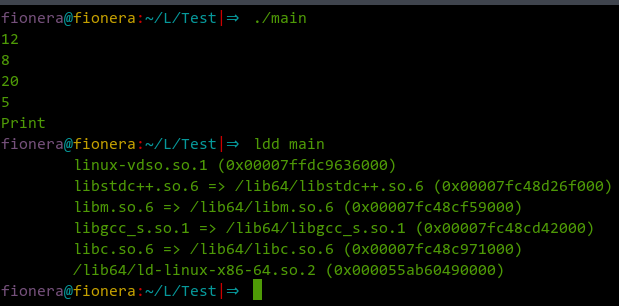 fionera@fionera:~/L/Test|⇒ ./main
12
8
20
5
Print
fionera@fionera:~/L/Test|⇒ ldd main
linux-vdso.so.1 (0x00007ffdc9636000)
libstdc++.so.6 => /lib64/libstdc++.so.6 (0x00007fc48d26f000)
libm.so.6 => /lib64/libm.so.6 (0x00007fc48cf59000)
libgcc_s.so.1 => /lib64/libgcc_s.so.1 (0x00007fc48cd42000)
libc.so.6 => /lib64/libc.so.6 (0x00007fc48c971000)
/lib64/ld-linux-x86-64.so.2 (0x000055ab60490000)
fionera@fionera:~/L/Test|⇒